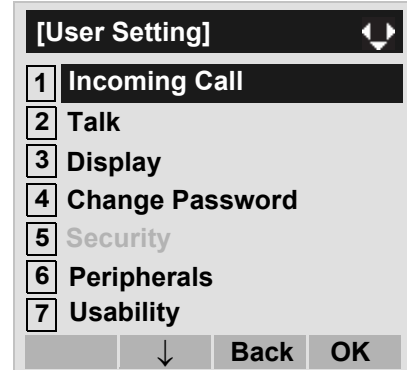 [User Setting]
1 Incoming Call
2 Talk
3 Display
4 Change Password
5 Security
6 Peripherals
7 Usability
↓ Back OK